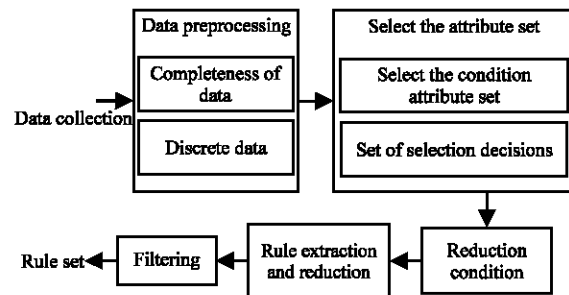 Data preprocessing
Select the attribute set
Completeness of
data
Select the condition
attribute set
Data collection
Discrete data
Set of selection decisions
Rule set
Filtering
Rule extraction
and reduction
Reduction
condition